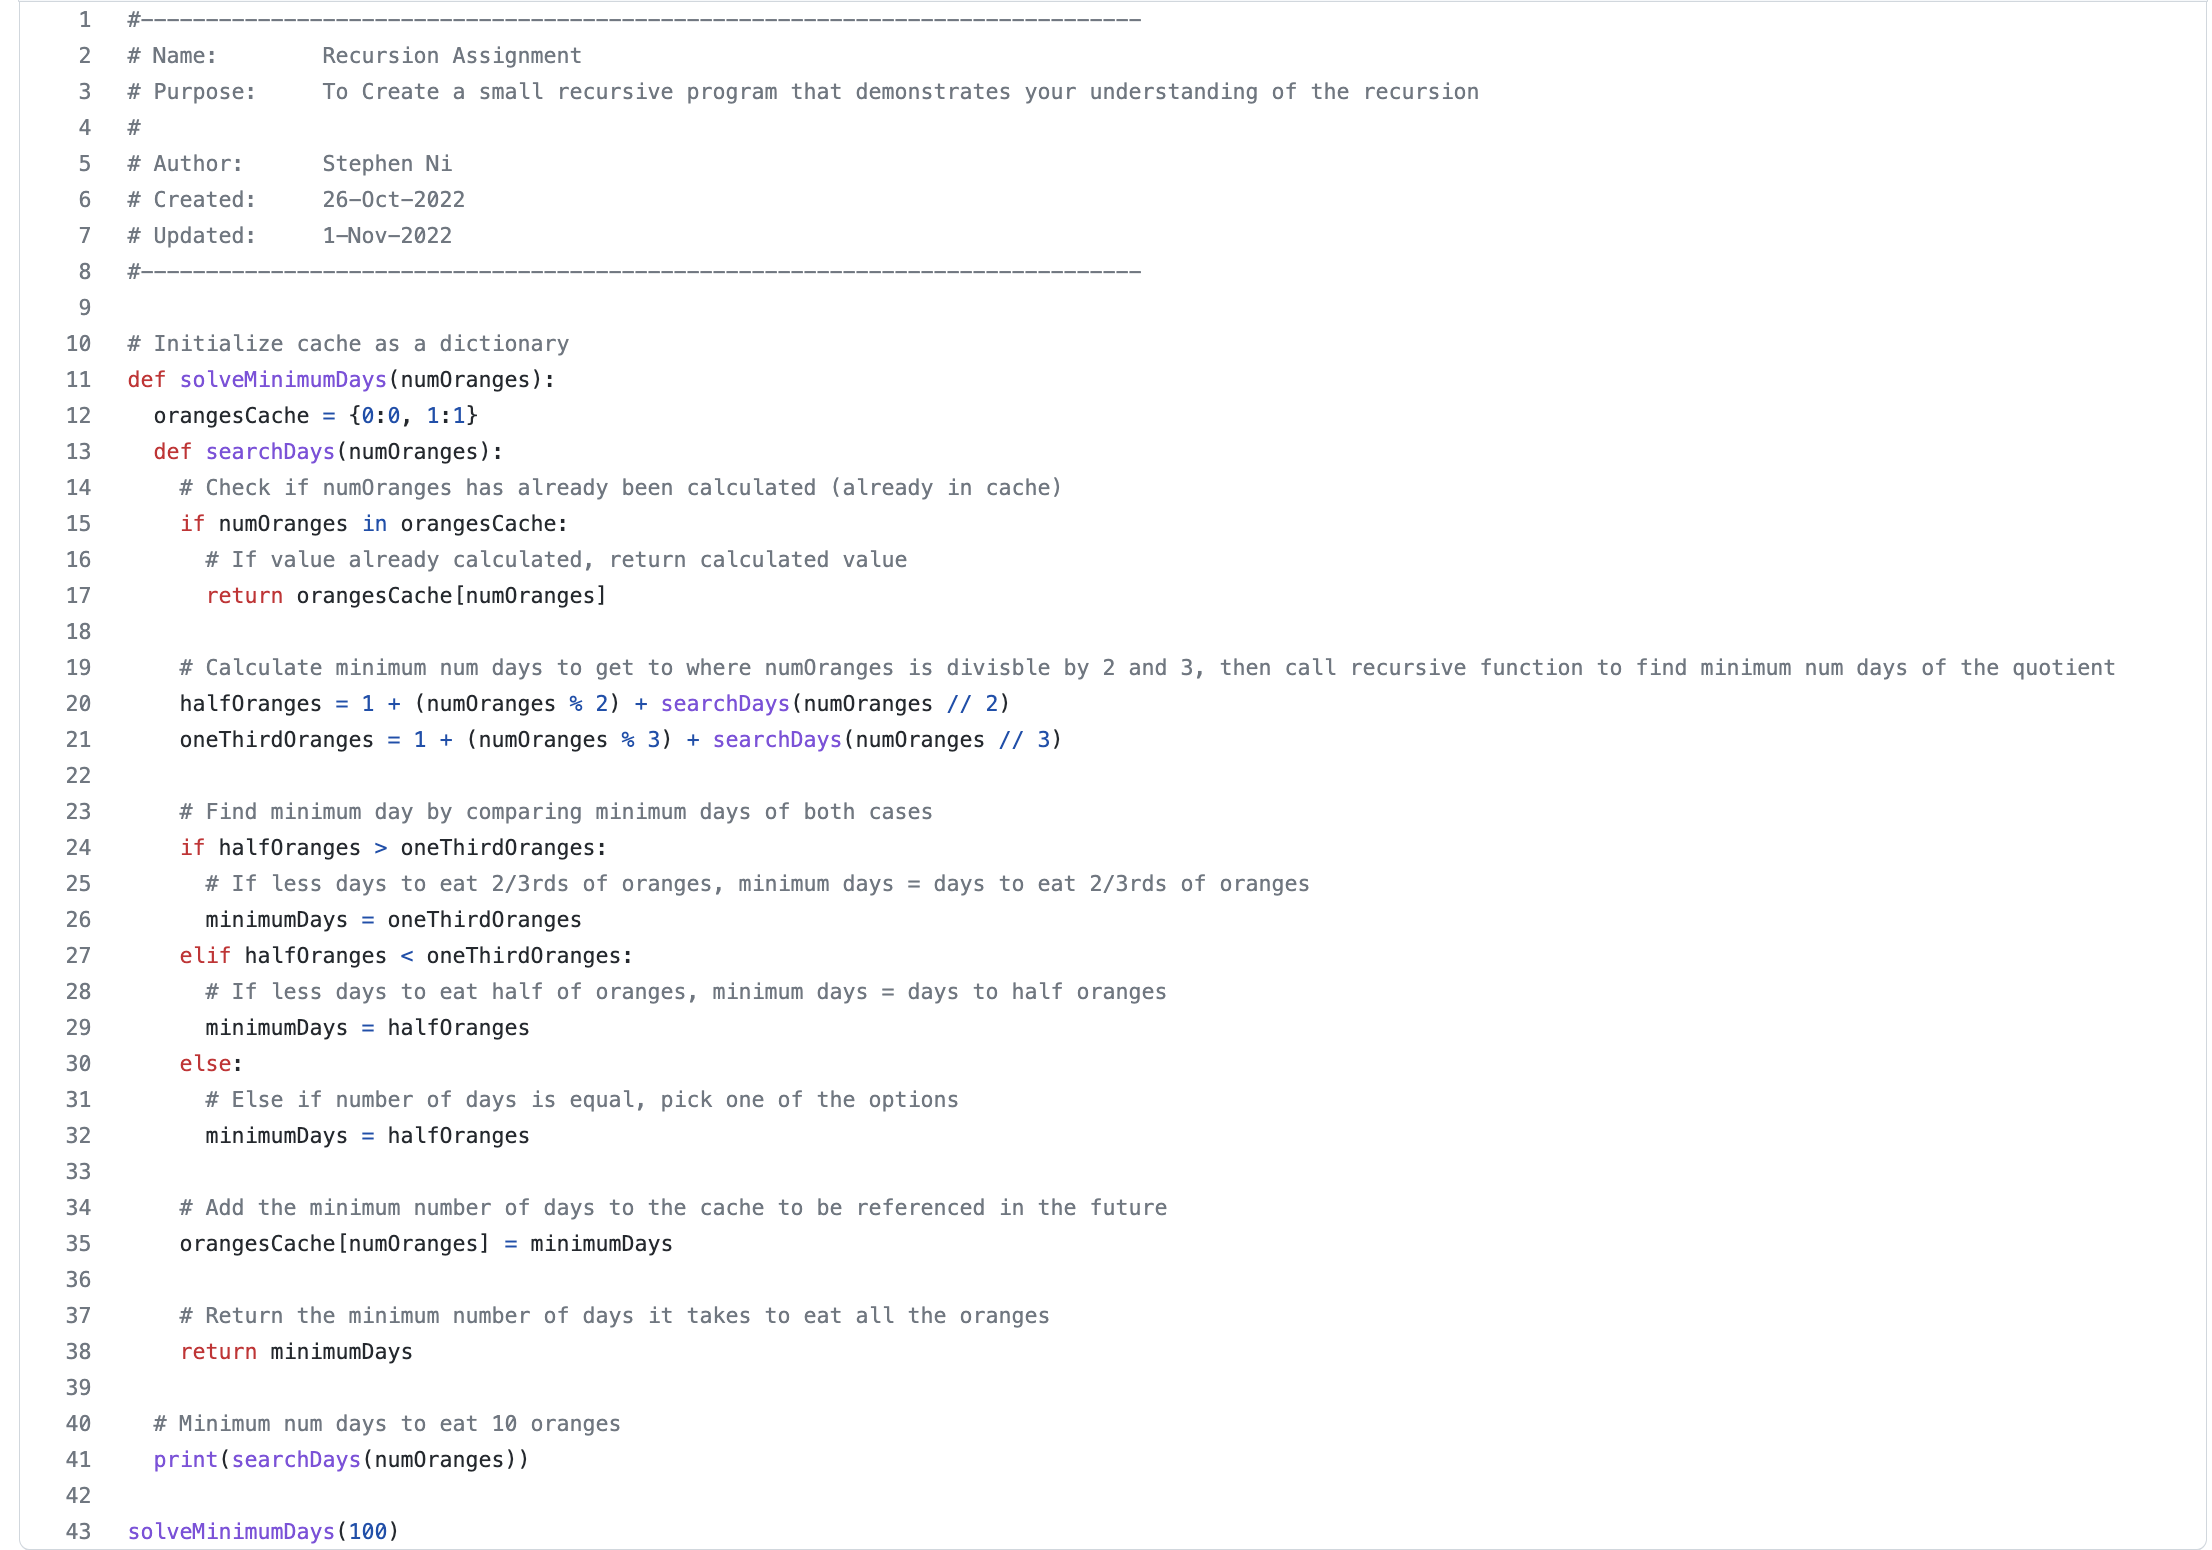 1 #-----------------------------------------------------------------------------
2 # Name:        Recursion Assignment
3 # Purpose:     To Create a small recursive program that demonstrates your understanding of the recursion
4 #
5 # Author:      Stephen Ni
6 # Created:     26-Oct-2022
7 # Updated:     1-Nov-2022
8 #-----------------------------------------------------------------------------
9
10 # Initialize cache as a dictionary
11 def solveMinimumDays(numOranges):
12   orangesCache = {0:0, 1:1}
13   def searchDays(numOranges):
14     # Check if numOranges has already been calculated (already in cache)
15     if numOranges in orangesCache:
16       # If value already calculated, return calculated value
17       return orangesCache[numOranges]
18
19     # Calculate minimum num days to get to where numOranges is divisble by 2 and 3, then call recursive function to find minimum num days of the quotient
20     halfOranges = 1 + (numOranges % 2) + searchDays(numOranges // 2)
21     oneThirdOranges = 1 + (numOranges % 3) + searchDays(numOranges // 3)
22
23     # Find minimum day by comparing minimum days of both cases
24     if halfOranges > oneThirdOranges:
25       # If less days to eat 2/3rds of oranges, minimum days = days to eat 2/3rds of oranges
26       minimumDays = oneThirdOranges
27     elif halfOranges < oneThirdOranges:
28       # If less days to eat half of oranges, minimum days = days to half oranges
29       minimumDays = halfOranges
30     else:
31       # Else if number of days is equal, pick one of the options
32       minimumDays = halfOranges
33
34     # Add the minimum number of days to the cache to be referenced in the future
35     orangesCache[numOranges] = minimumDays
36
37     # Return the minimum number of days it takes to eat all the oranges
38     return minimumDays
39
40   # Minimum num days to eat 10 oranges
41   print(searchDays(numOranges))
42
43 solveMinimumDays(100)